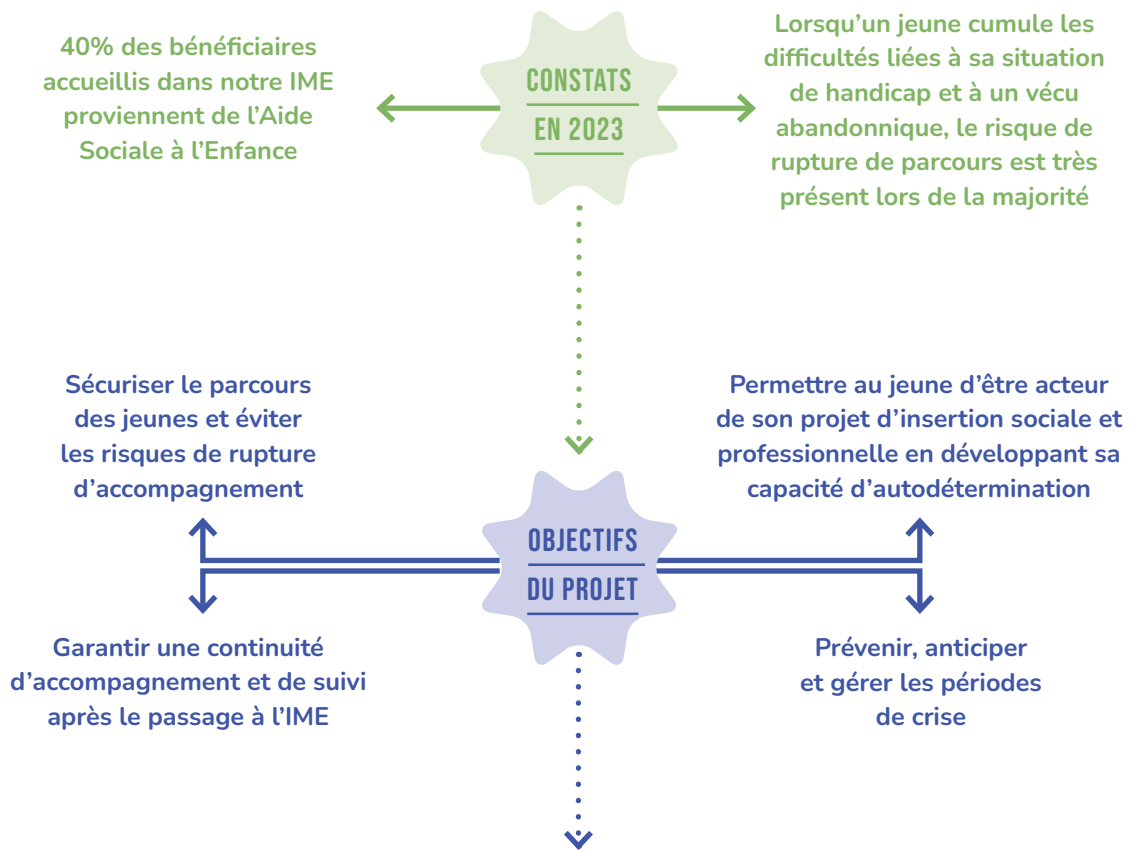 40% des bénéficiaires
accueillis dans notre IME
proviennent de l'Aide
Sociale à l'Enfance
CONSTATS
EN 2023
Lorsqu'un jeune cumule les
difficultés liées à sa situation
de handicap et à un vécu
abandonnique, le risque de
rupture de parcours est très
présent lors de la majorité
Sécuriser le parcours
des jeunes et éviter
les risques de rupture
d'accompagnement
Permettre au jeune d'être acteur
de son projet d'insertion sociale et
professionnelle en développant sa
capacité d'autodétermination
OBJECTIFS
DU PROJET
Garantir une continuité
d'accompagnement et de suivi
après le passage à l'IME
Prévenir, anticiper
et gérer les périodes
de crise